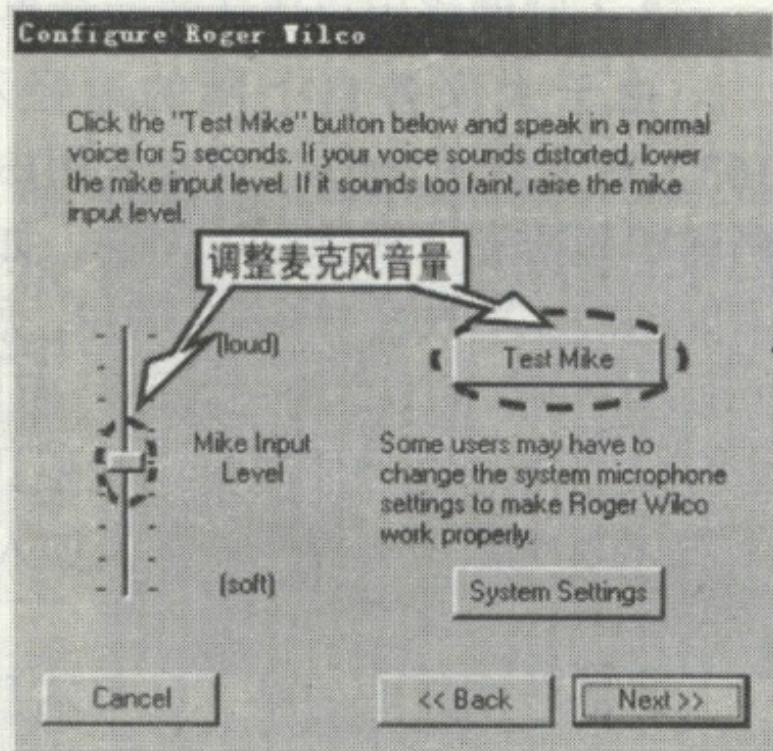 Configure Roger Wilco
Click the "Test Mike" button below and speak in a normal
voice for 5 seconds. If your voice sounds distorted, lower
the mike input level. If it sounds too faint, raise the mike
input level.
调整麦克风音量
(loud)
Test Mike
Mike Input
Level
Some users may have to
change the system microphone
settings to make Roger Wilco
work properly.
(soft)
System Settings
Cancel
<< Back
Next >>